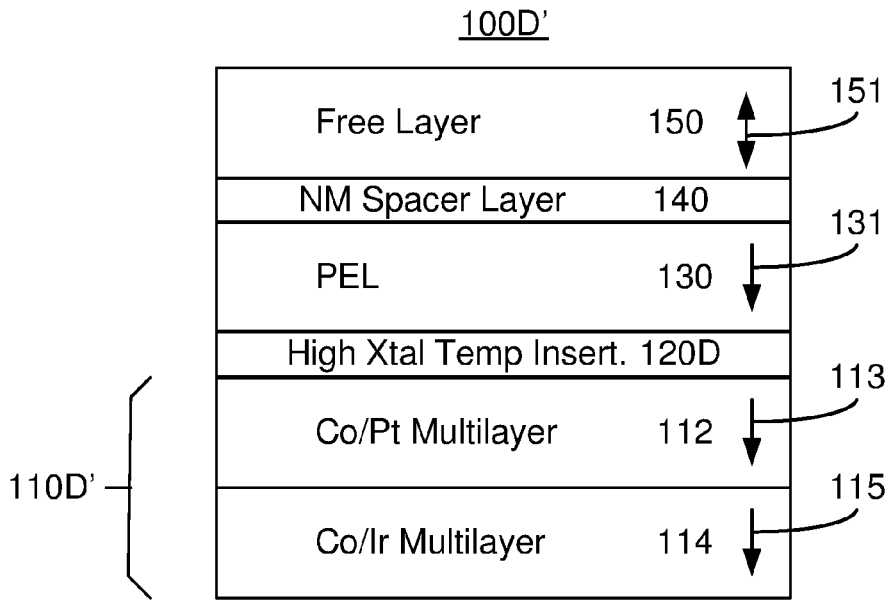 100D’
Free Layer 150
151
NM Spacer Layer 140
131
PEL 130
High Xtal Temp Insert. 120D
113
Co/Pt Multilayer 112
110D’
115
Co/Ir Multilayer 114